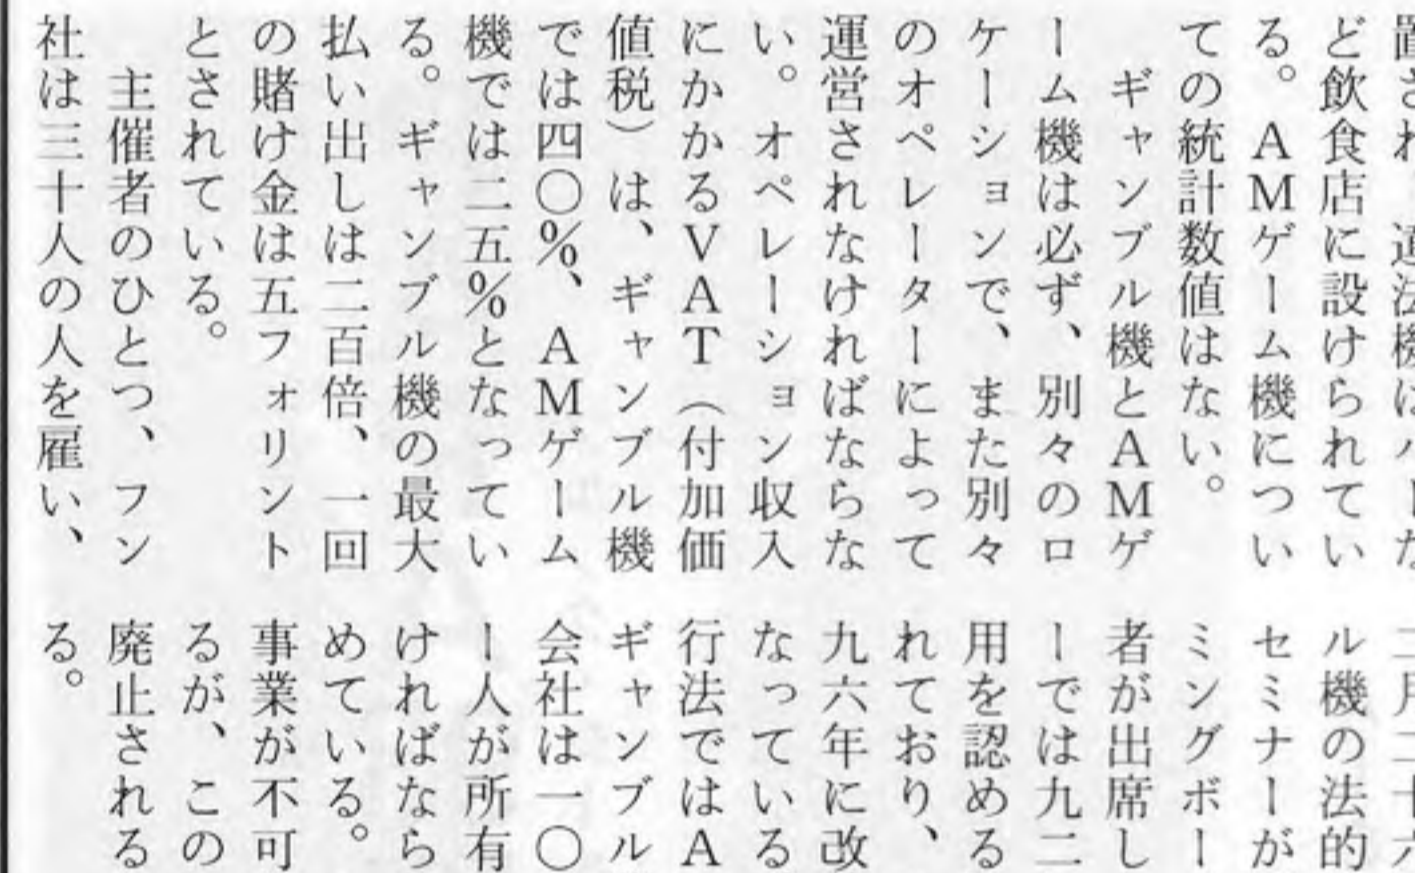 ど飲食店に設けられてい
る。AMゲーム機につい
ての統計数値はない。
ギャンブル機とAMゲ
ーム機は必ず、別々のロ
ケーションで、また別々
のオペレーターによって
運営されなければならな
い。オペレーション収入
にかかるVAT（付加価
値税）は、ギャンブル機
では四〇%、AMゲーム
機では二五%となってい
る。ギャンブル機の最大
払い出しは二百倍、一回
の賭け金は五フォリント
とされている。
主催者のひとつ、フン
社は三十人の人を雇い、
ル機の法的
セミナーが
ミングボー
者が出席し
ーでは九二
用を認める
れており、
九六年に改
なっている
行法ではA
ギャンブル
会社は一〇
ー人が所有
ければなら
めている。
事業が不可
るが、この
廃止される
る。